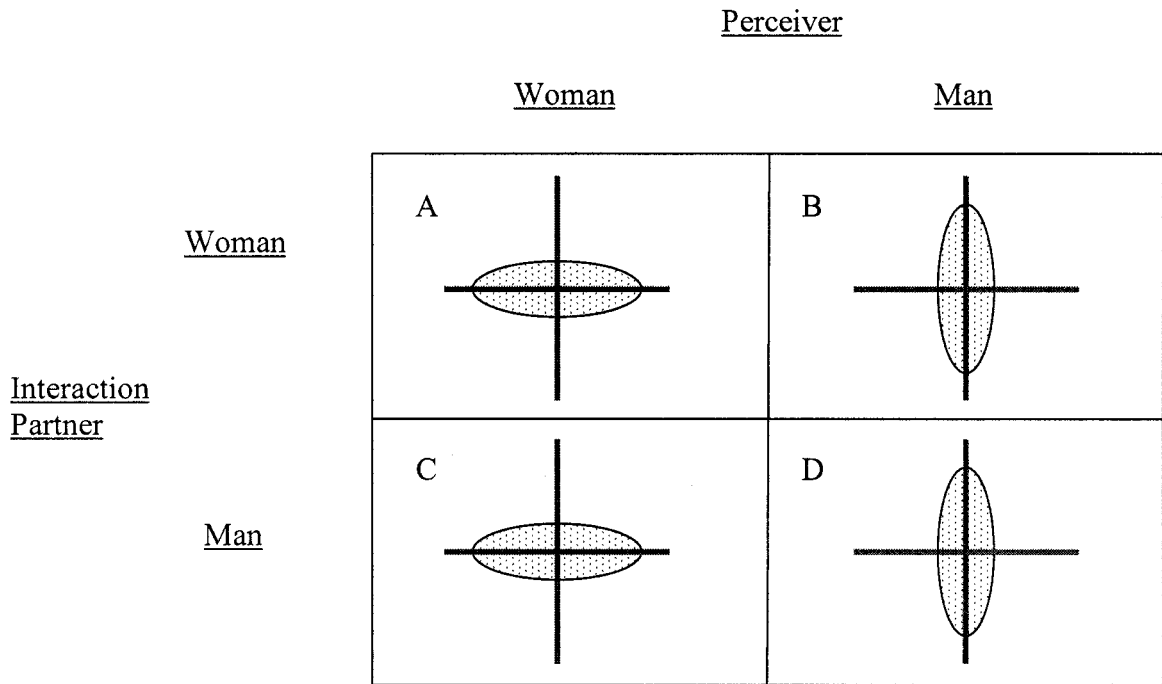 Perceiver
Woman Man
A B
Woman
Interaction
Partner
C D
Man